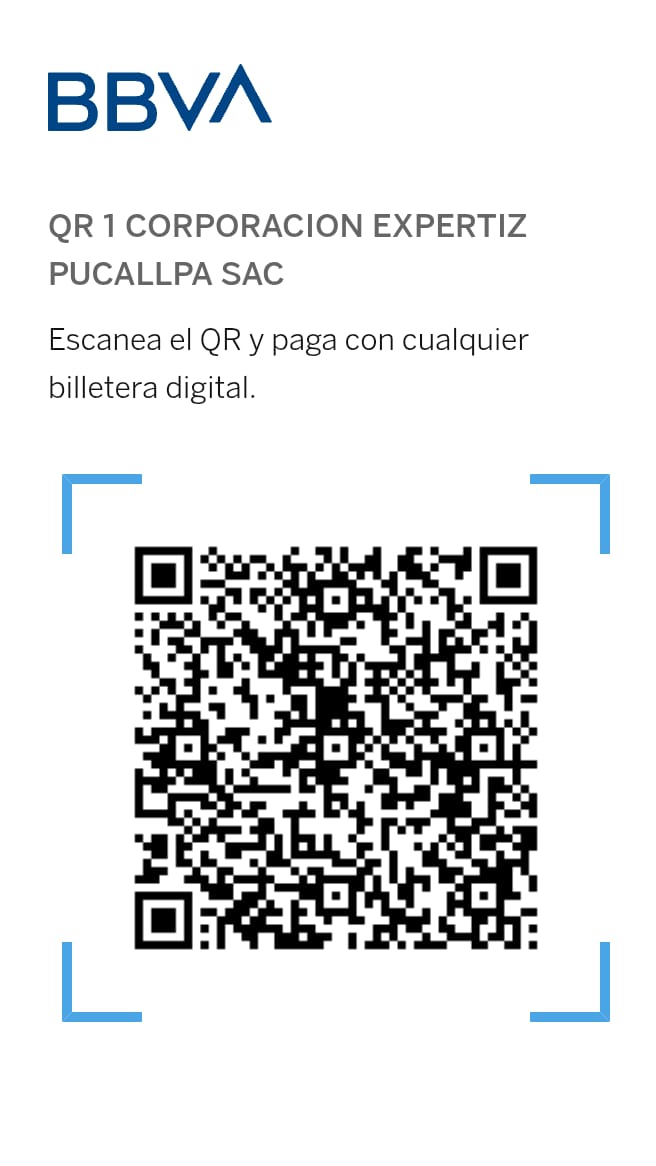 BBVA
QR 1 CORPORACION EXPERTIZ
PUCALLPA SAC
Escanea el QR y paga con cualquier
billetera digital.